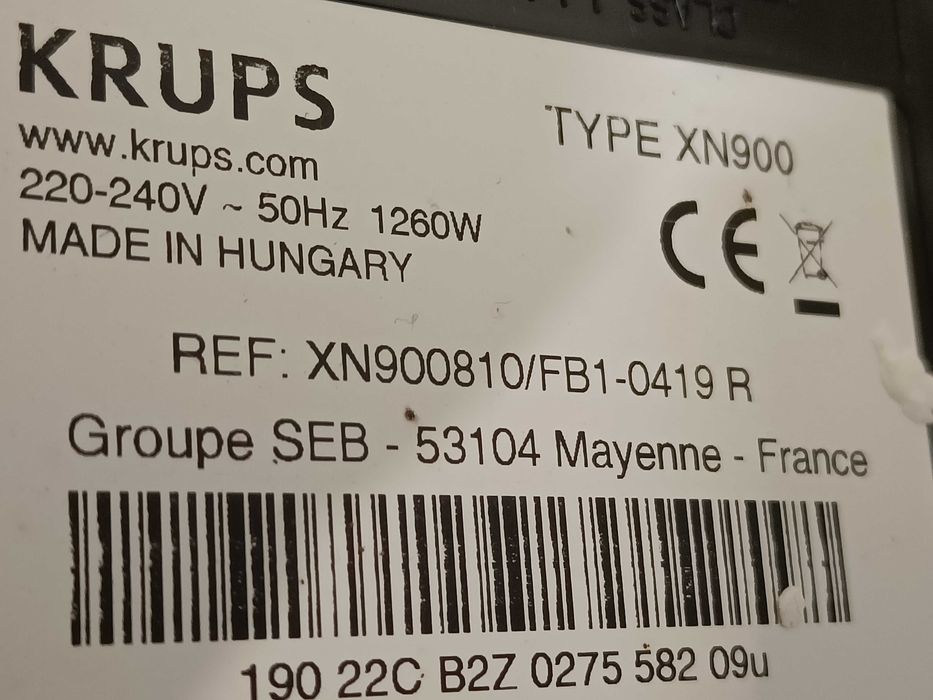 KRUPS
www.krups.com
220-240V ~ 50Hz 1260W
MADE IN HUNGARY
TYPE XN900
CE
REF: XN900810/FB1-0419 R
Groupe SEB - 53104 Mayenne - France
190 22C B2Z 0275 582 09u